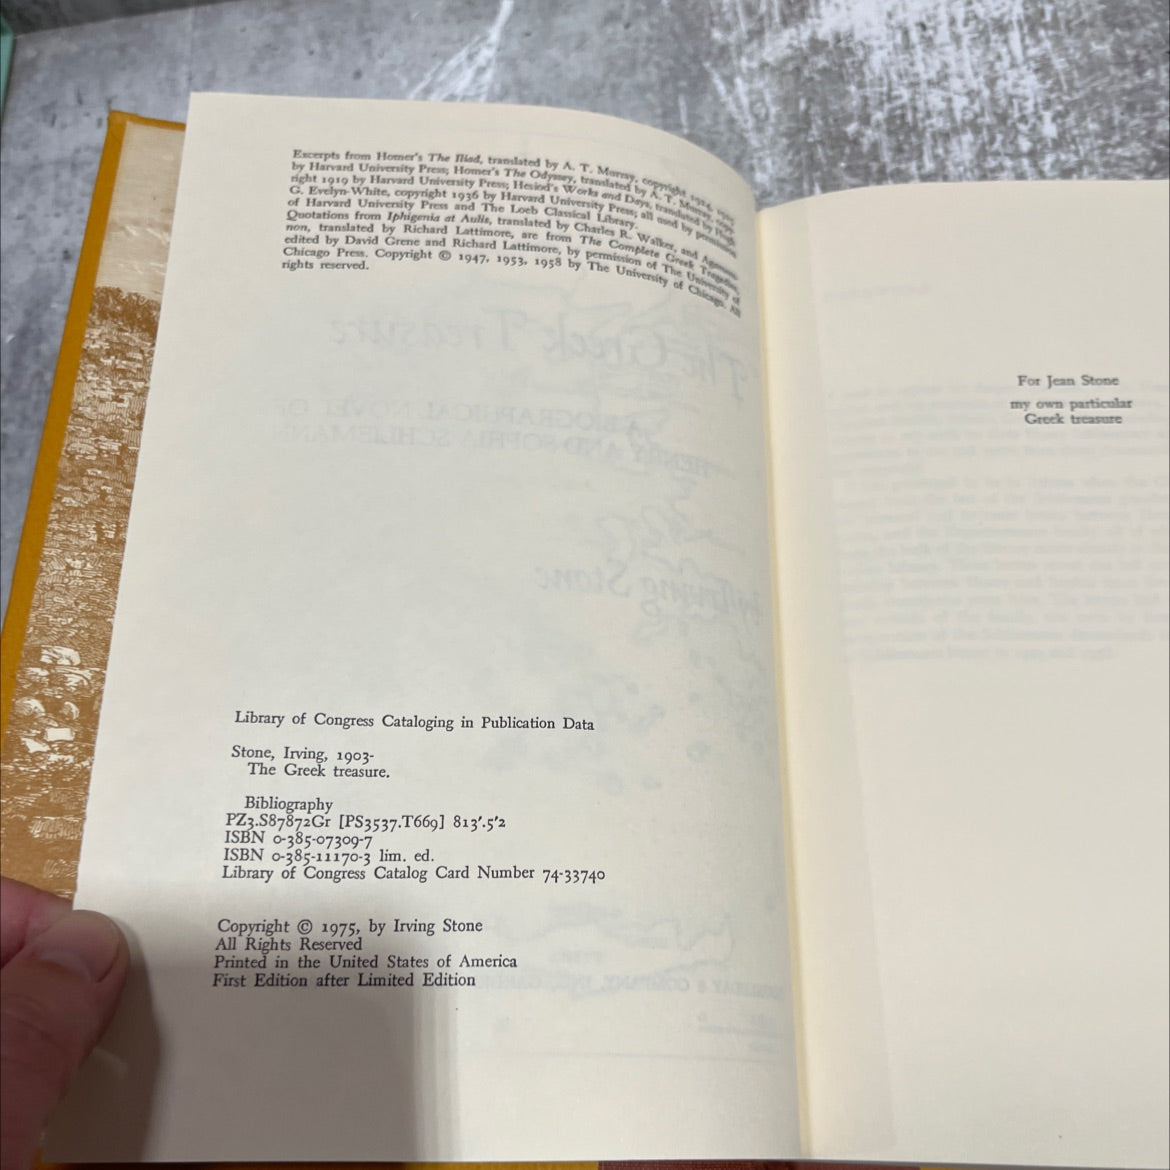 Excerpts from Homer's The Iliad, translated by A. T. Murray, copyright 1924, 1925
by Harvard University Press; Homer's The Odyssey, translated by A. T. Murray, copy-
right 1919 by Harvard University Press; Hesiod's Works and Days, translated by Hugh
G. Evelyn-White, copyright 1936 by Harvard University Press; all used by permission
of Harvard University Press and The Loeb Classical Library.
Quotations from Iphigenia at Aulis, translated by Charles R. Walker, and Agamem-
non, translated by Richard Lattimore, are from The Complete Greek Tragedies,
edited by David Grene and Richard Lattimore, by permission of The University of
Chicago Press. Copyright © 1947, 1953, 1958 by The University of Chicago. All
rights reserved.
Library of Congress Cataloging in Publication Data
Stone, Irving, 1903-
The Greek treasure.
Bibliography
PZ3.S87872Gr [PS3537.T669] 813'.5'2
ISBN 0-385-07309-7
ISBN 0-385-11170-3 lim. ed.
Library of Congress Catalog Card Number 74-33740
Copyright © 1975, by Irving Stone
All Rights Reserved
Printed in the United States of America
First Edition after Limited Edition
For Jean Stone
my own particular
Greek treasure